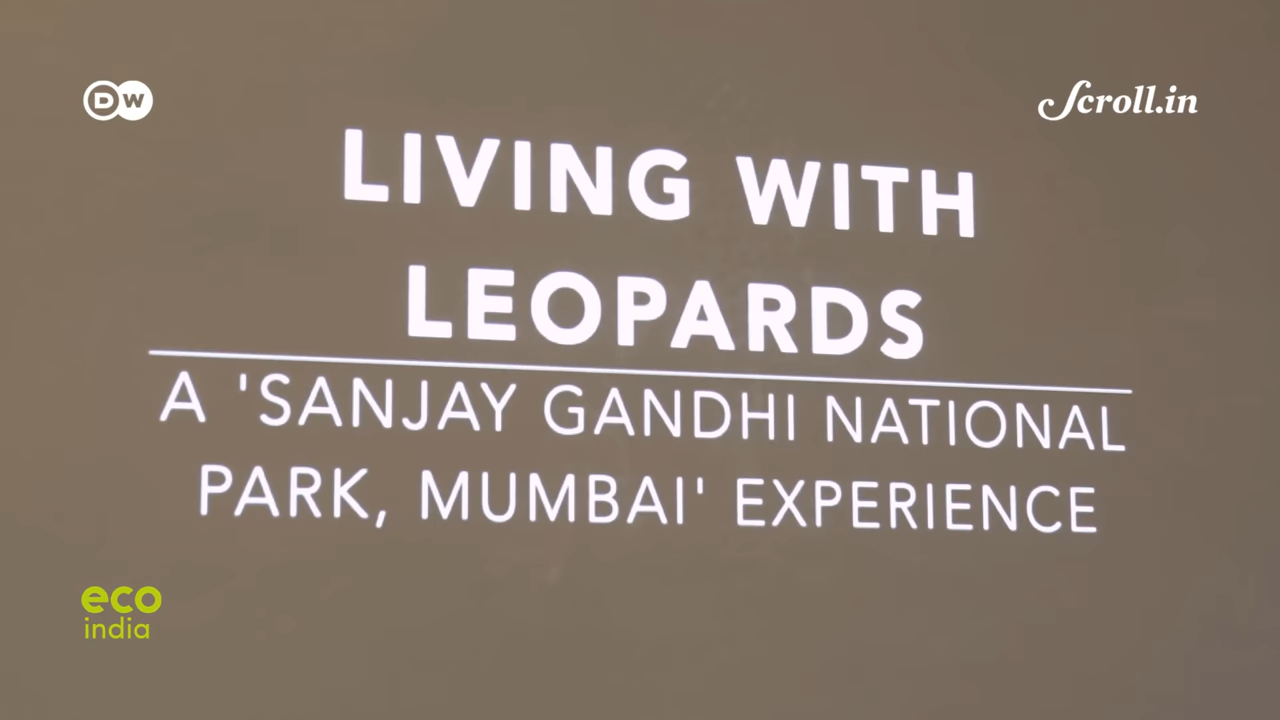 DW
Scroll.in
LIVING WITH
LEOPARDS
A 'SANJAY GANDHI NATIONAL
PARK, MUMBAI' EXPERIENCE
eco
india